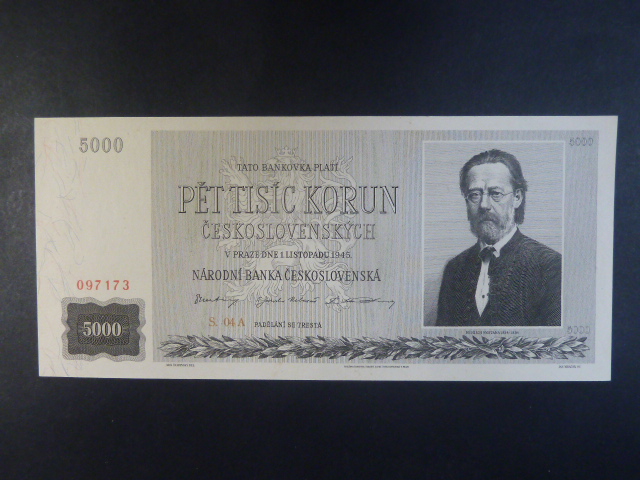 5000
5000
TATO BANKOVKA PLATÍ
PĚT TISÍC KORUN
ČESKOSLOVENSKÝCH
V PRAZE DNE 1. LISTOPADU 1945.
NÁRODNÍ BANKA ČESKOSLOVENSKÁ
097173
S. 04 A
PADĚLÁNÍ SE TRESTÁ
5000
5000